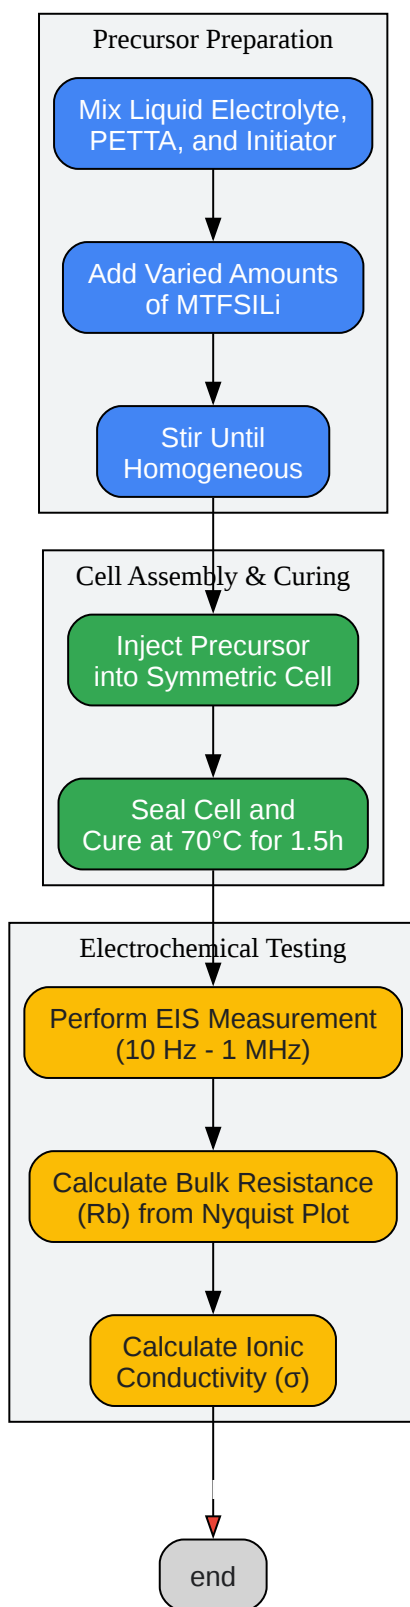 Precursor Preparation
Mix Liquid Electrolyte,
PETTA, and Initiator
Add Varied Amounts
of MTFSILi
Stir Until
Homogeneous
Cell Assembly & Curing
Inject Precursor
into Symmetric Cell
Seal Cell and
Cure at 70°C for 1.5h
Electrochemical Testing
Perform EIS Measurement
(10 Hz - 1 MHz)
Calculate Bulk Resistance
(Rb) from Nyquist Plot
Calculate Ionic
Conductivity (σ)
end